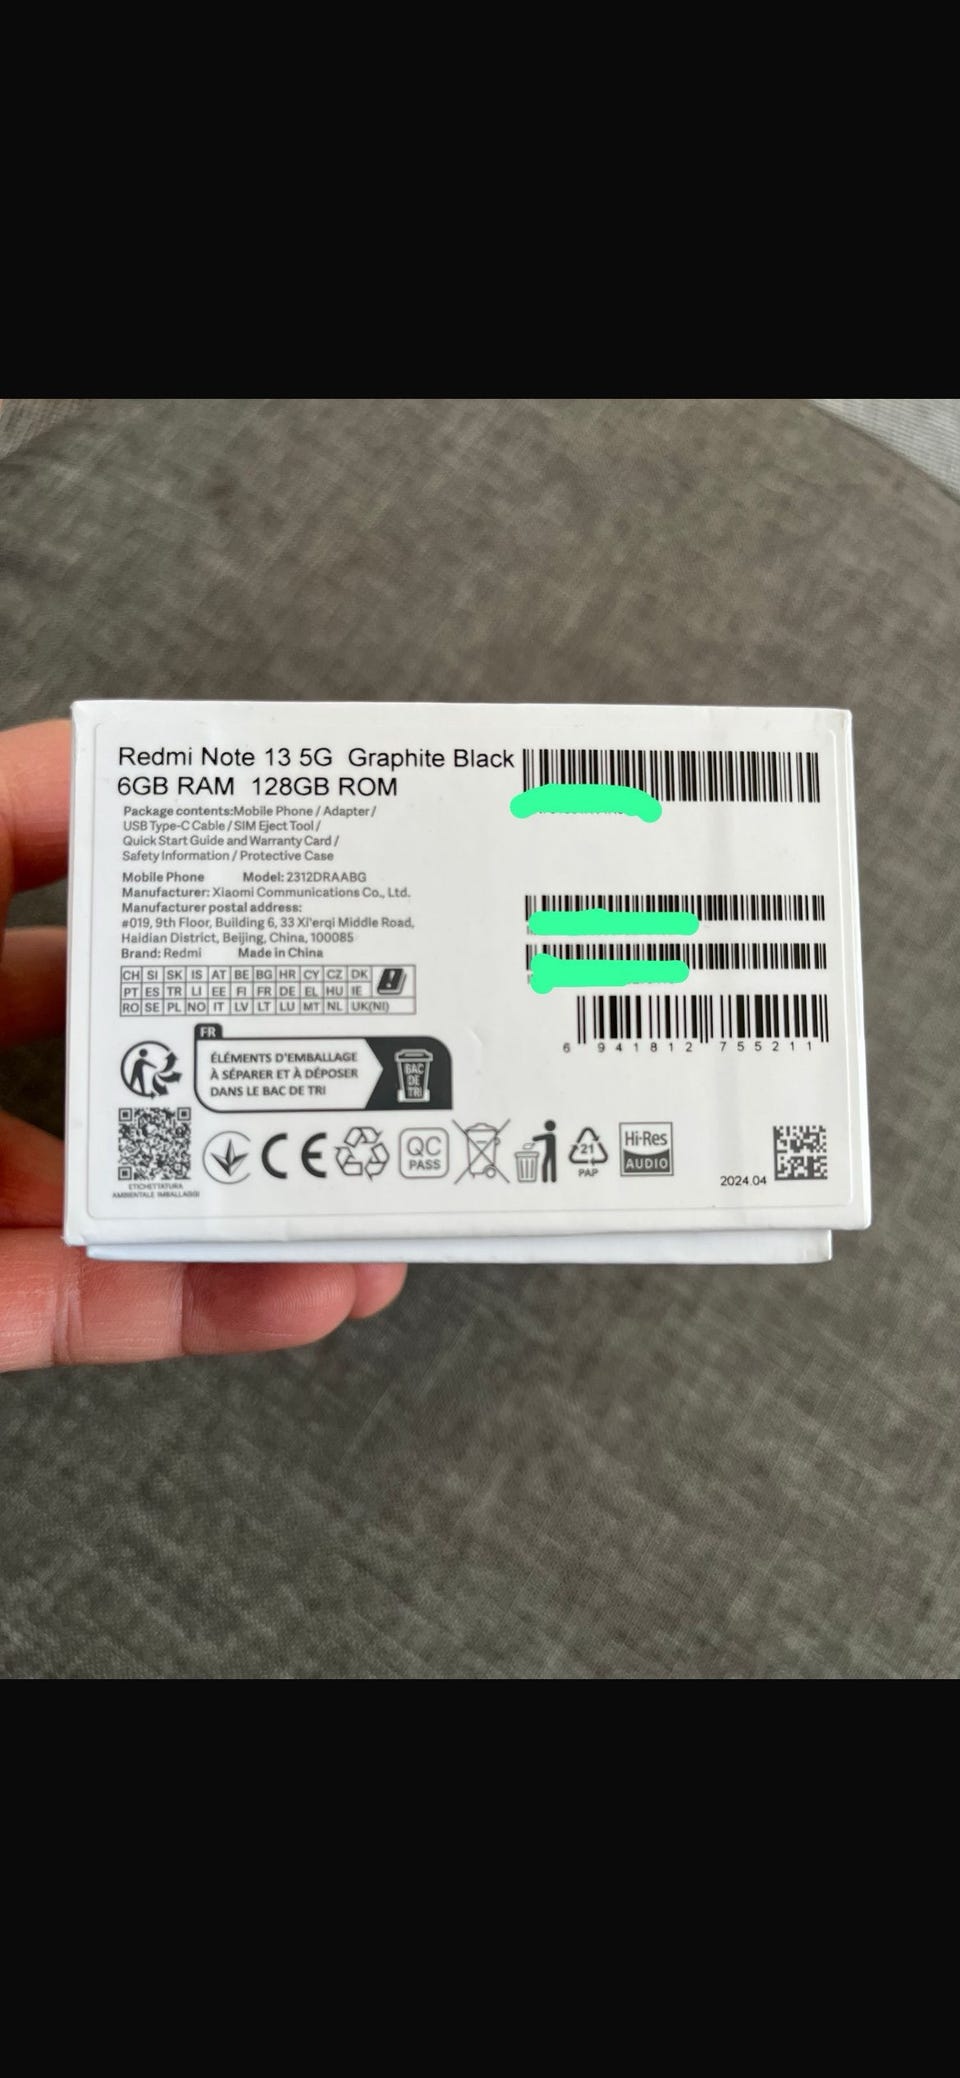 Redmi Note 13 5G Graphite Black
6GB RAM 128GB ROM
Package contents:Mobile Phone / Adapter /
USB Type-C Cable / SIM Eject Tool /
Quick Start Guide and Warranty Card /
Safety Information / Protective Case
Mobile Phone Model: 2312DRAABG
Manufacturer: Xiaomi Communications Co., Ltd.
Manufacturer postal address:
#019, 9th Floor, Building 6, 33 Xi'erqi Middle Road,
Haidian District, Beijing, China, 100085
Brand: Redmi Made in China
CH SI SK IS AT BE BG HR CY CZ DK
PT ES TR LI EE FI FR DE EL HU IE
RO SE PL NO IT LV LT LU MT NL UK(NI)
6 941812 755211
FR
ÉLÉMENTS D'EMBALLAGE
À SÉPARER ET À DÉPOSER
DANS LE BAC DE TRI
BAC
DE
TRI
CE
QC
PASS
21
PAP
Hi-Res
AUDIO
2024.04
ETICHETTATURA
AMBIENTALE IMBALLAGGI